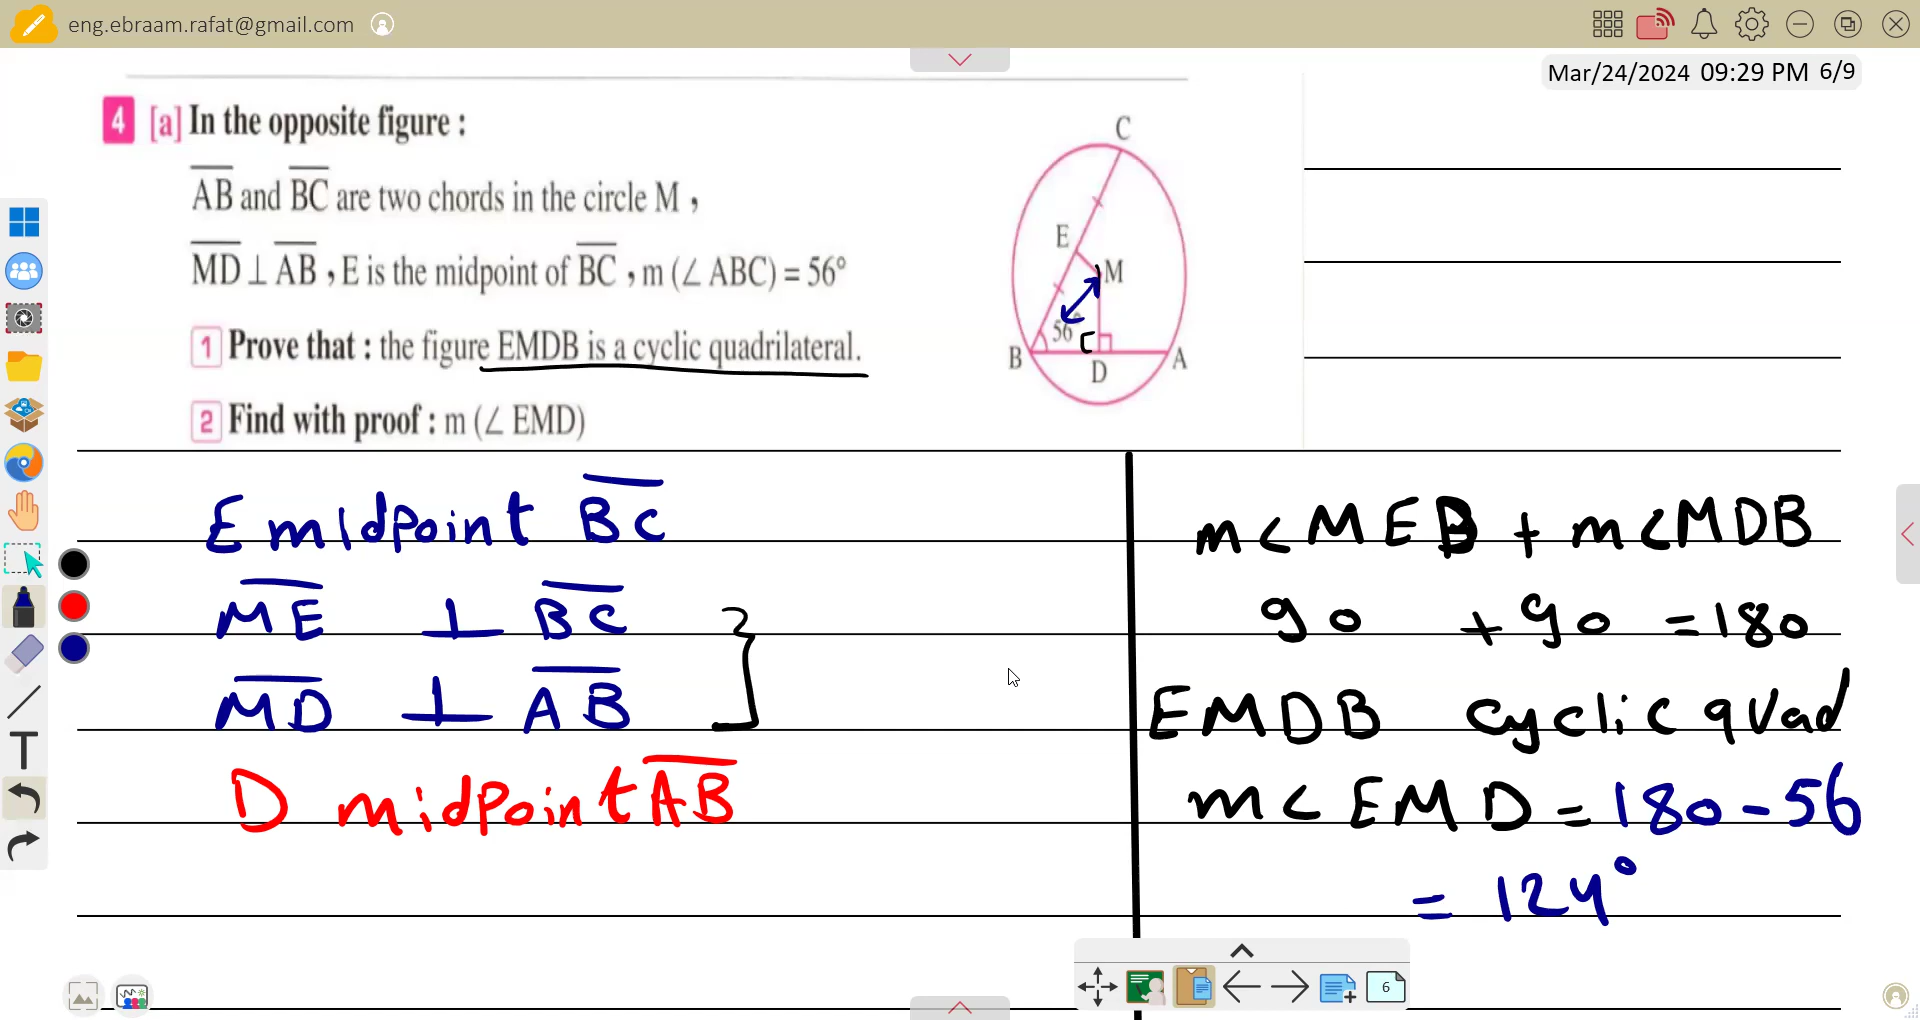 eng.ebraam.rafat@gmail.com
Mar/24/2024 09:29 PM 6/9
4 [a] In the opposite figure :
AB and BC are two chords in the circle M ,
MD ⊥ AB , E is the midpoint of BC , m (∠ ABC) = 56°
1 Prove that : the figure EMDB is a cyclic quadrilateral.
2 Find with proof : m (∠ EMD)
C
E
M
56°
B
D
A
E midpoint BC
ME ⊥ BC
MD ⊥ AB
D midpoint AB
m<MEB + m<MDB
90 + 90 = 180
EMDB cyclic quad
m<EMD = 180 - 56
= 124°
T
6